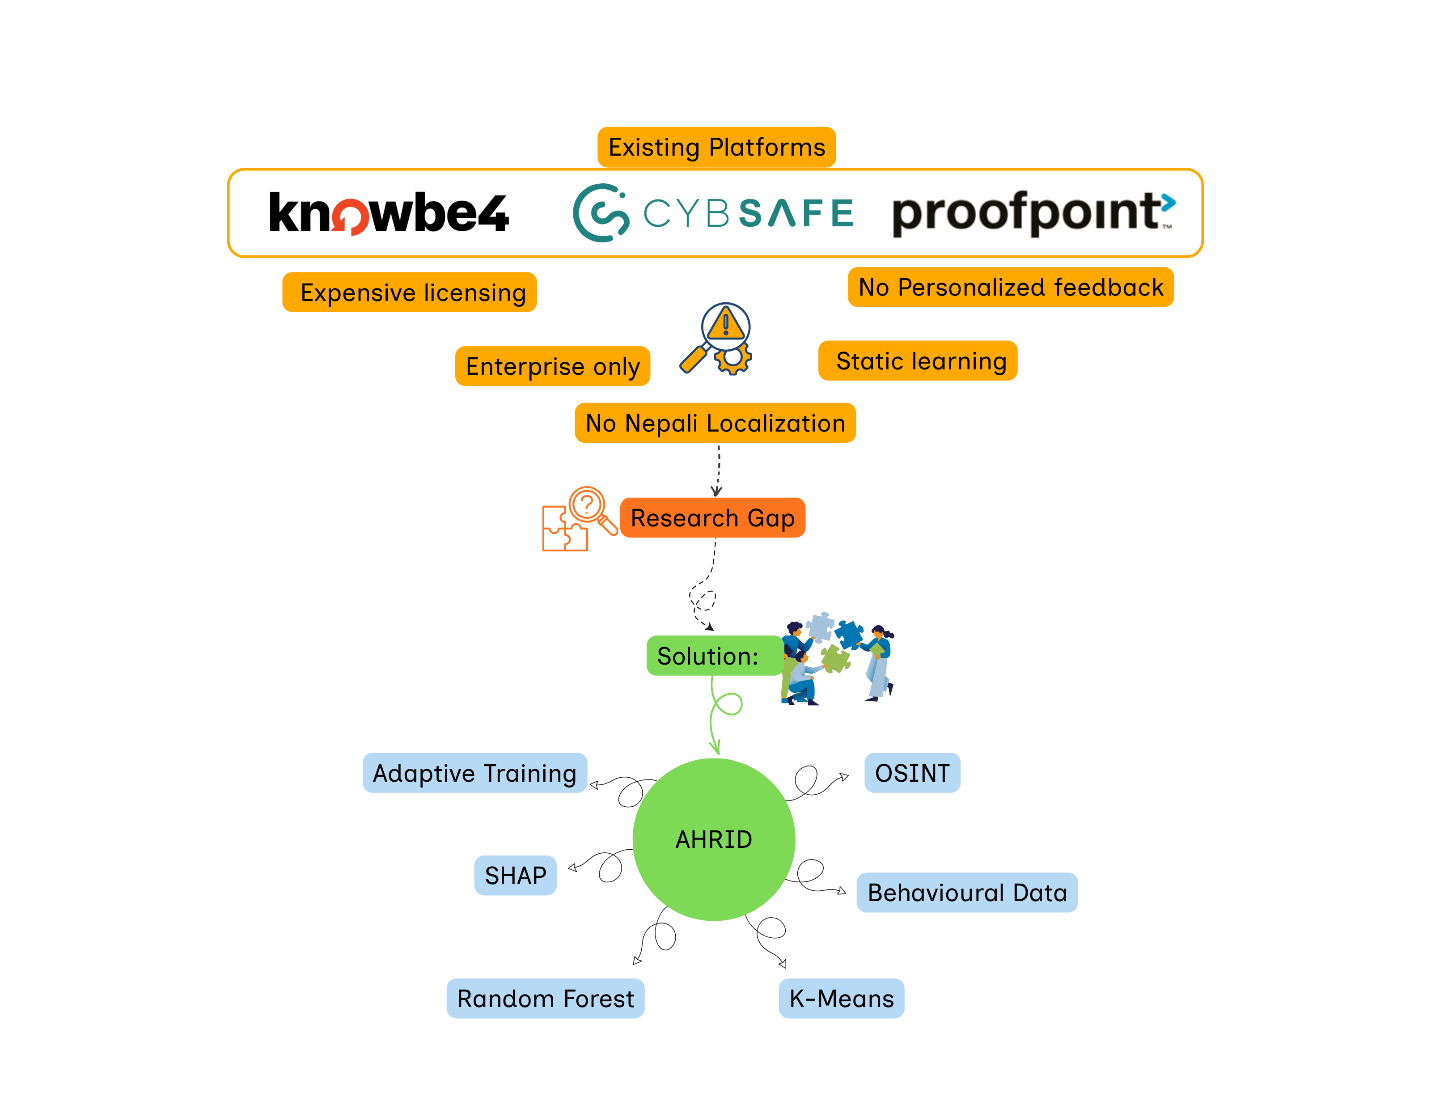 Existing Platforms
knowbe4 CYBSAFE proofpoint™
Expensive licensing
No Personalized feedback
Enterprise only
Static learning
No Nepali Localization
?
Research Gap
Solution:
Adaptive Training
OSINT
AHRID
SHAP
Behavioural Data
Random Forest
K-Means